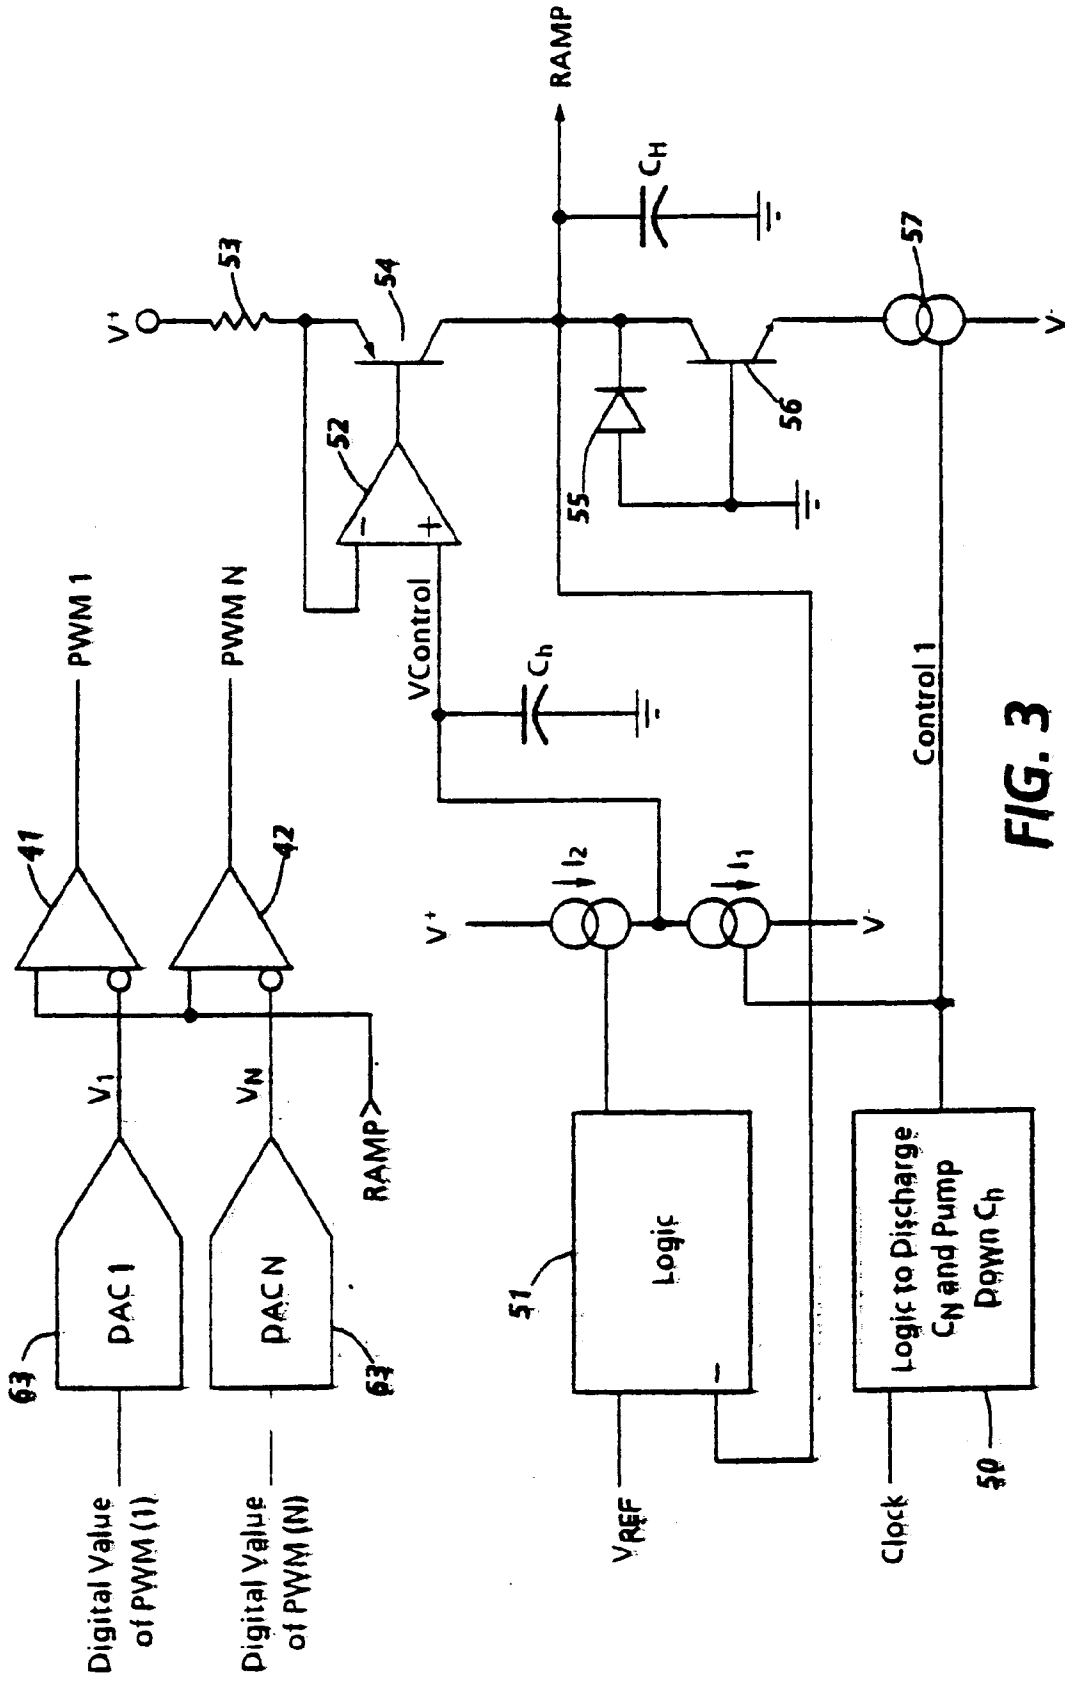 Digital Value
of PWM (1)
63
DAC 1
V1
41
PWM 1
Digital Value
of PWM (N)
63
DAC N
VN
42
PWM N
RAMP
VREF
51
Logic
−
V+
I2
I1
V-
VControl
Ch
52
−
+
V+
53
54
RAMP
CH
55
56
57
V-
Control 1
Clock
50
Logic to Discharge
CN and Pump
Down Ch
FIG. 3